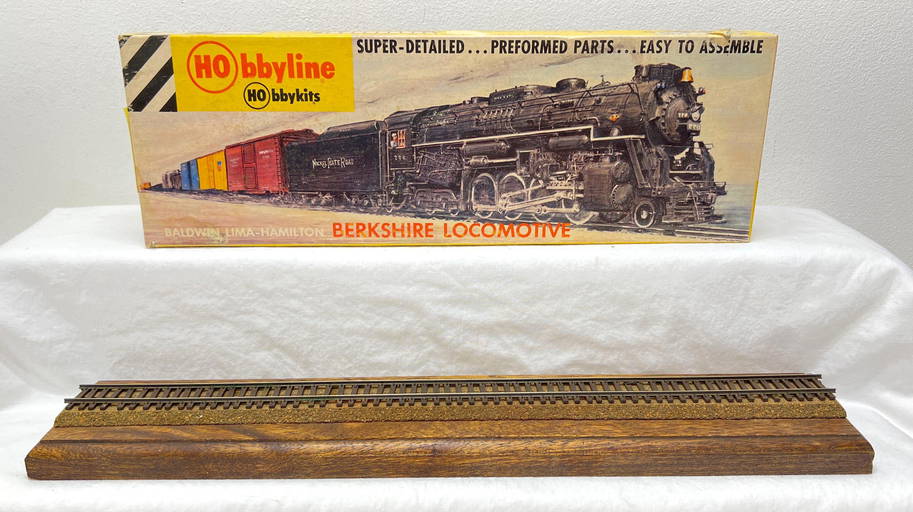 SUPER-DETAILED...PREFORMED PARTS...EASY TO ASSEMBLE
HObbyline
HObbykits
NICKEL PLATE ROAD
BALDWIN LIMA-HAMILTON BERKSHIRE LOCOMOTIVE